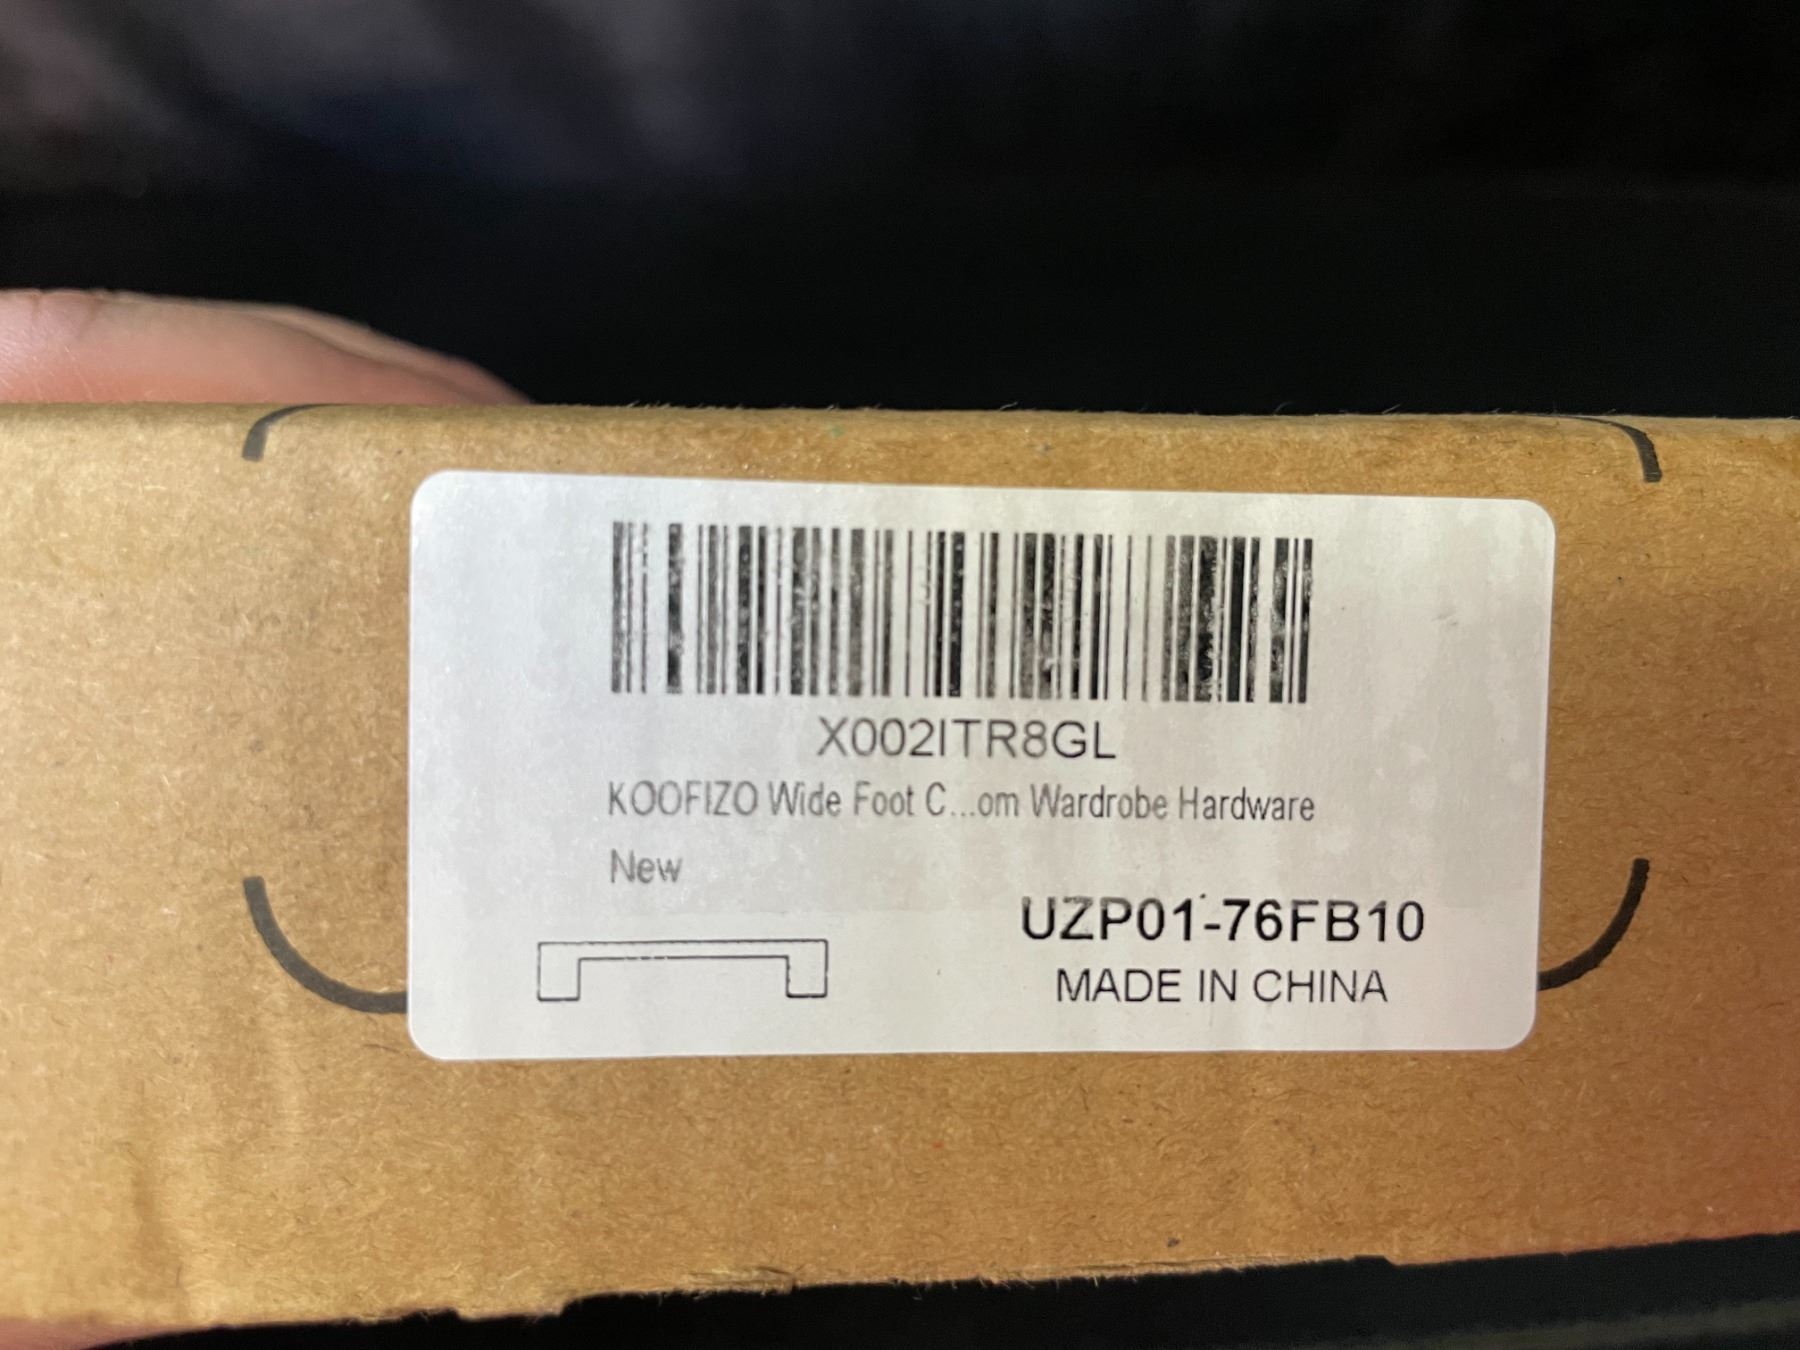 X002ITR8GL
KOOFIZO Wide Foot C...om Wardrobe Hardware
New
UZP01-76FB10
MADE IN CHINA